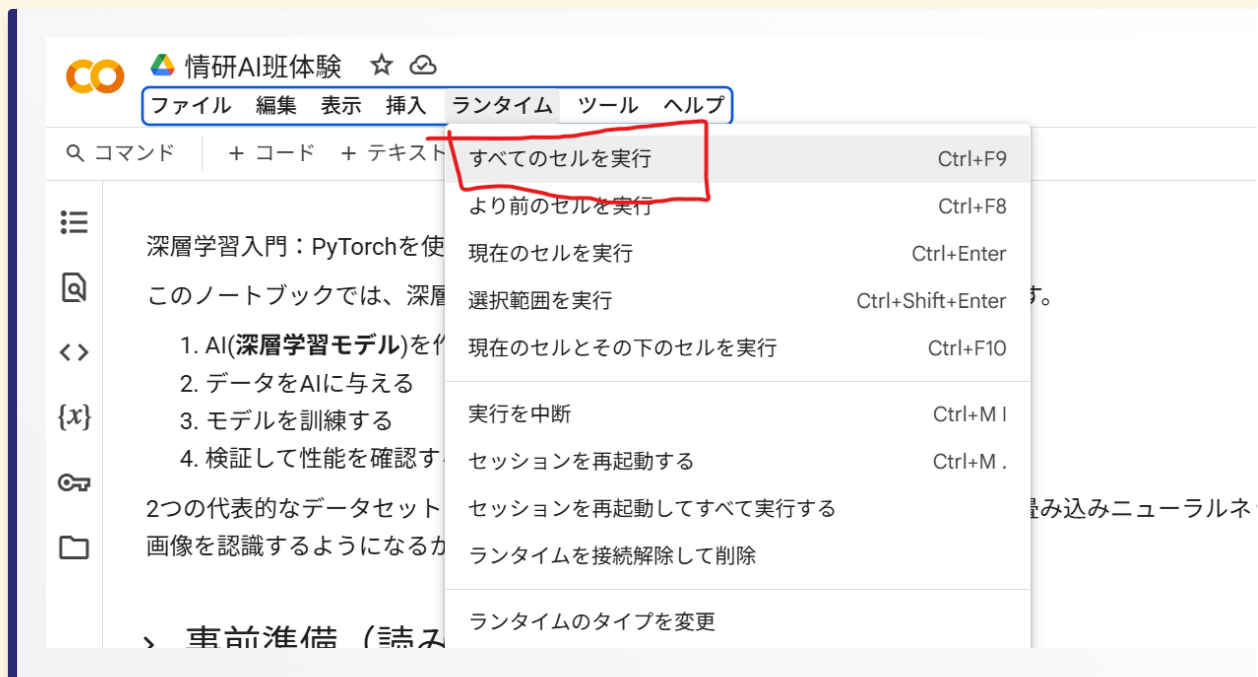 情研AI班体験
ファイル 編集 表示 挿入 ランタイム ツール ヘルプ
コマンド + コード + テキスト
すべてのセルを実行 Ctrl+F9
より前のセルを実行 Ctrl+F8
現在のセルを実行 Ctrl+Enter
選択範囲を実行 Ctrl+Shift+Enter
現在のセルとその下のセルを実行 Ctrl+F10
実行を中断 Ctrl+M I
セッションを再起動する Ctrl+M .
セッションを再起動してすべて実行する
ランタイムを接続解除して削除
ランタイムのタイプを変更
深層学習入門：PyTorchを使
このノートブックでは、深層 す。
1. AI(深層学習モデル)を作
2. データをAIに与える
3. モデルを訓練する
4. 検証して性能を確認す
2つの代表的なデータセット 畳み込みニューラルネ
画像を認識するようになるか
事前準備（読み